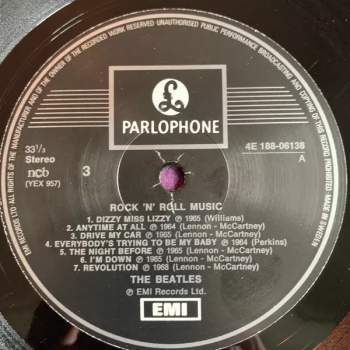 ALL RIGHTS OF THE MANUFACTURER AND OF THE OWNER OF THE RECORDED WORK RESERVED. UNAUTHORISED PUBLIC PERFORMANCE BROADCASTING AND COPYING OF THIS RECORD PROHIBITED. MADE IN SWEDEN
EMI RECORDS LTD.
£
PARLOPHONE
33⅓
Stereo
4E 188-06138
A
ncb
(YEX 957)
3
ROCK 'N' ROLL MUSIC
1. DIZZY MISS LIZZY ℗ 1965 (Williams)
2. ANYTIME AT ALL ℗ 1964 (Lennon - McCartney)
3. DRIVE MY CAR ℗ 1965 (Lennon - McCartney)
4. EVERYBODY'S TRYING TO BE MY BABY ℗ 1964 (Perkins)
5. THE NIGHT BEFORE ℗ 1965 (Lennon - McCartney)
6. I'M DOWN ℗ 1965 (Lennon - McCartney)
7. REVOLUTION ℗ 1968 (Lennon - McCartney)
THE BEATLES
℗ EMI Records Ltd.
EMI